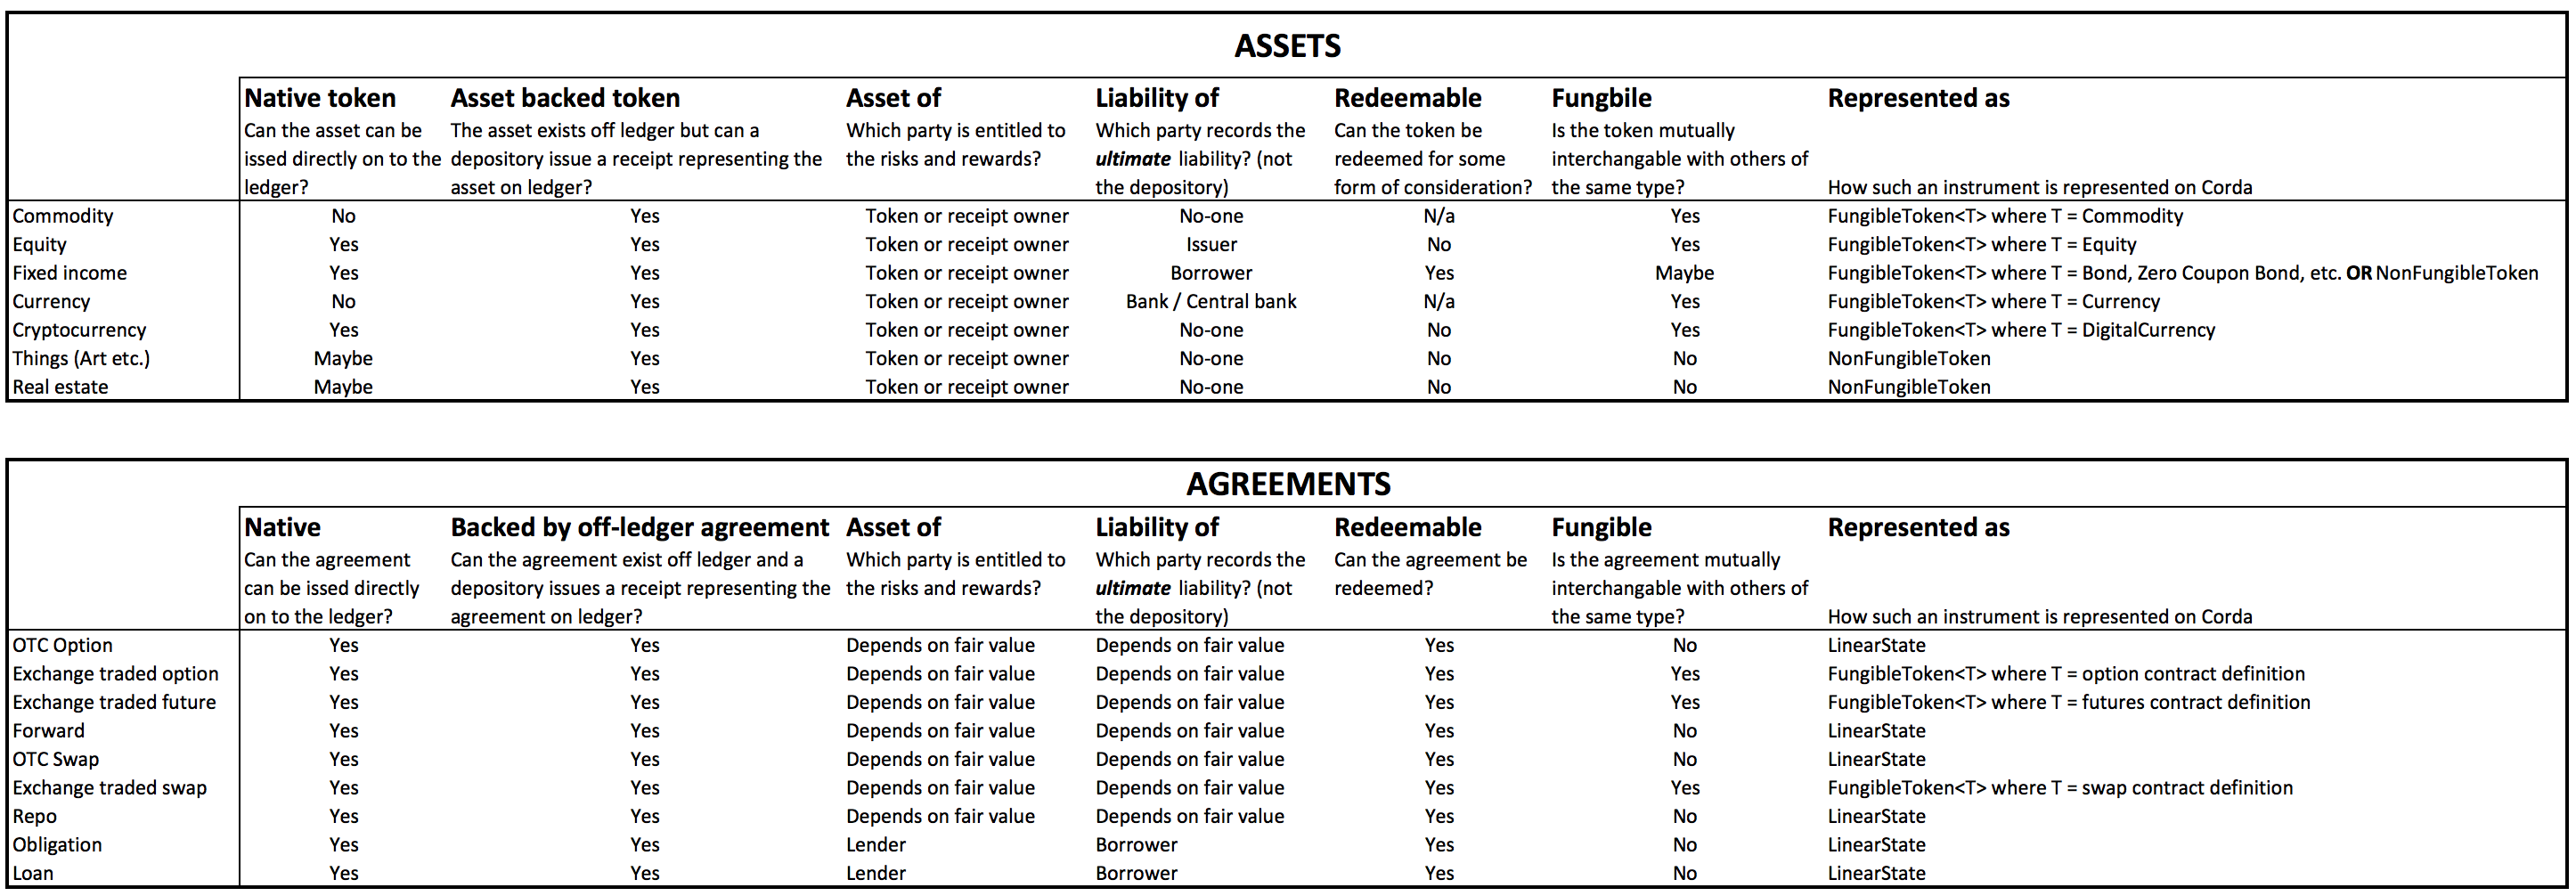 ASSETS
Native token Asset backed token Asset of Liability of Redeemable Fungbile Represented as
Can the asset can be The asset exists off ledger but can a Which party is entitled to Which party records the Can the token be Is the token mutually
issed directly on to the depository issue a receipt representing the the risks and rewards? ultimate liability? (not redeemed for some interchangable with others of
ledger? asset on ledger? the depository) form of consideration? the same type? How such an instrument is represented on Corda
Commodity No Yes Token or receipt owner No-one N/a Yes FungibleToken<T> where T = Commodity
Equity Yes Yes Token or receipt owner Issuer No Yes FungibleToken<T> where T = Equity
Fixed income Yes Yes Token or receipt owner Borrower Yes Maybe FungibleToken<T> where T = Bond, Zero Coupon Bond, etc. OR NonFungibleToken
Currency No Yes Token or receipt owner Bank / Central bank N/a Yes FungibleToken<T> where T = Currency
Cryptocurrency Yes Yes Token or receipt owner No-one No Yes FungibleToken<T> where T = DigitalCurrency
Things (Art etc.) Maybe Yes Token or receipt owner No-one No No NonFungibleToken
Real estate Maybe Yes Token or receipt owner No-one No No NonFungibleToken
AGREEMENTS
Native Backed by off-ledger agreement Asset of Liability of Redeemable Fungible Represented as
Can the agreement Can the agreement exist off ledger and a Which party is entitled to Which party records the Can the agreement be Is the agreement mutually
can be issed directly depository issues a receipt representing the the risks and rewards? ultimate liability? (not redeemed? interchangable with others of
on to the ledger? agreement on ledger? the depository) the same type? How such an instrument is represented on Corda
OTC Option Yes Yes Depends on fair value Depends on fair value Yes No LinearState
Exchange traded option Yes Yes Depends on fair value Depends on fair value Yes Yes FungibleToken<T> where T = option contract definition
Exchange traded future Yes Yes Depends on fair value Depends on fair value Yes Yes FungibleToken<T> where T = futures contract definition
Forward Yes Yes Depends on fair value Depends on fair value Yes No LinearState
OTC Swap Yes Yes Depends on fair value Depends on fair value Yes No LinearState
Exchange traded swap Yes Yes Depends on fair value Depends on fair value Yes Yes FungibleToken<T> where T = swap contract definition
Repo Yes Yes Depends on fair value Depends on fair value Yes No LinearState
Obligation Yes Yes Lender Borrower Yes No LinearState
Loan Yes Yes Lender Borrower Yes No LinearState